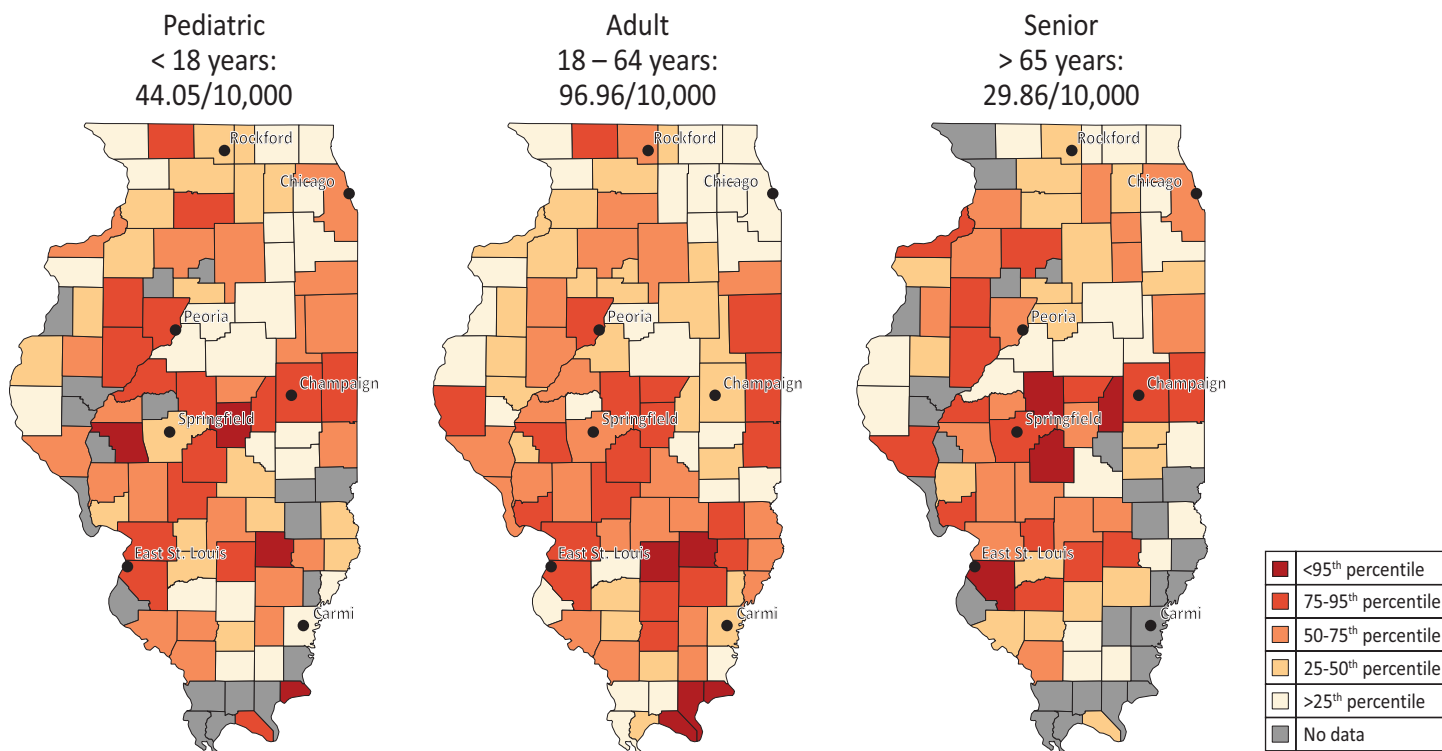 Pediatric
< 18 years:
44.05/10,000
Rockford
Chicago
Peoria
Champaign
Springfield
East St. Louis
Carmi
Adult
18 – 64 years:
96.96/10,000
Rockford
Chicago
Peoria
Champaign
Springfield
East St. Louis
Carmi
Senior
> 65 years:
29.86/10,000
Rockford
Chicago
Peoria
Champaign
Springfield
East St. Louis
Carmi
<95th percentile
75-95th percentile
50-75th percentile
25-50th percentile
>25th percentile
No data